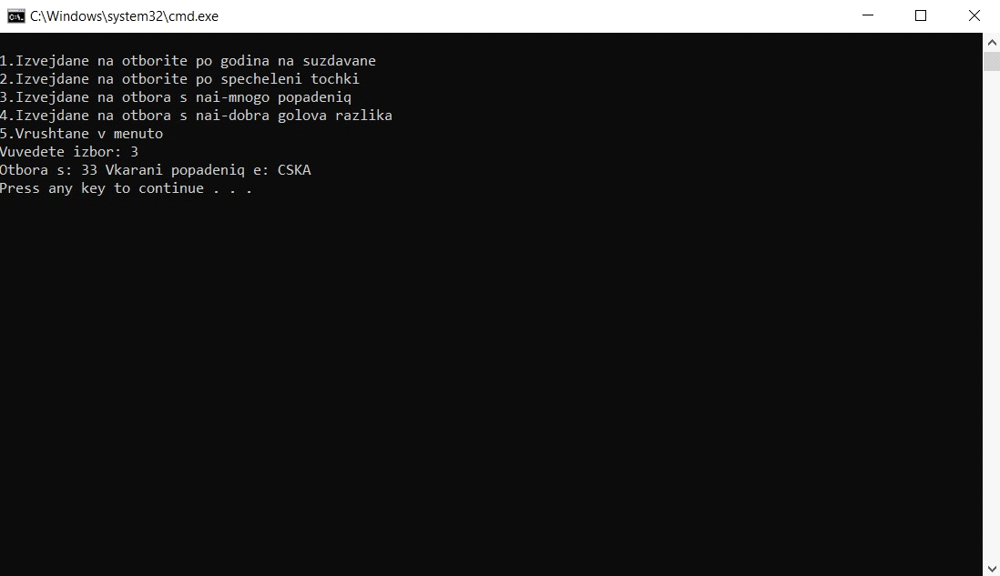 C:\Windows\system32\cmd.exe
1.Izvejdane na otborite po godina na suzdavane
2.Izvejdane na otborite po specheleni tochki
3.Izvejdane na otbora s nai-mnogo popadeniq
4.Izvejdane na otbora s nai-dobra golova razlika
5.Vrushtane v menuto
Vuvedete izbor: 3
Otbora s: 33 Vkarani popadeniq e: CSKA
Press any key to continue . . .